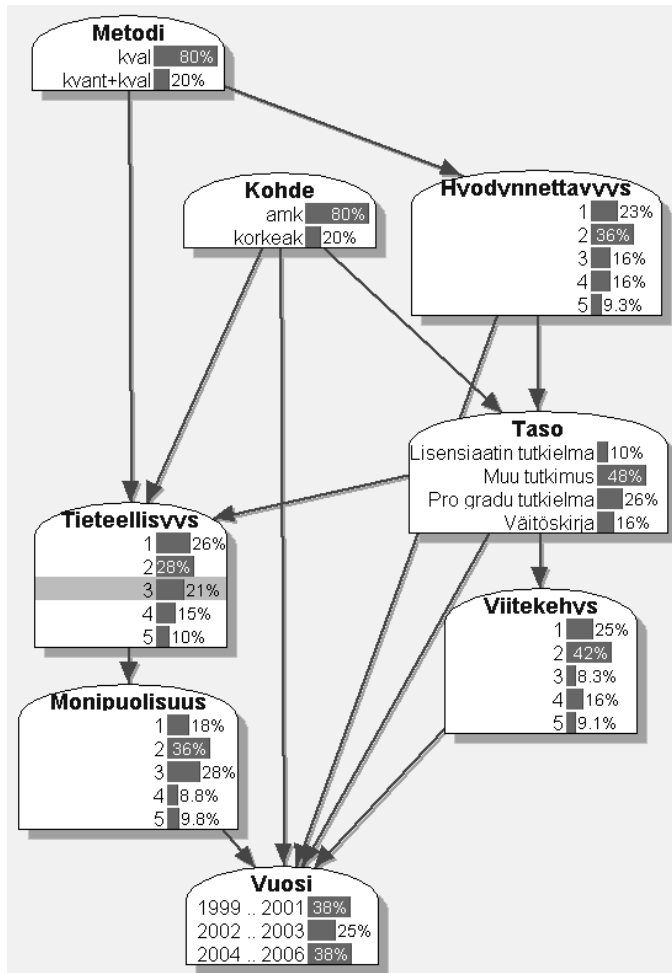 Metodi
kval 80%
kvant+kval 20%
Kohde
amk 80%
korkeak 20%
Hyodynnettavyys
1 23%
2 36%
3 16%
4 16%
5 9.3%
Taso
Lisensiaatin tutkielma 10%
Muu tutkimus 48%
Pro gradu tutkielma 26%
Väitöskirja 16%
Tieteellisyys
1 26%
2 28%
3 21%
4 15%
5 10%
Viitekehys
1 25%
2 42%
3 8.3%
4 16%
5 9.1%
Monipuolisuus
1 18%
2 36%
3 28%
4 8.8%
5 9.8%
Vuosi
1999 .. 2001 38%
2002 .. 2003 25%
2004 .. 2006 38%